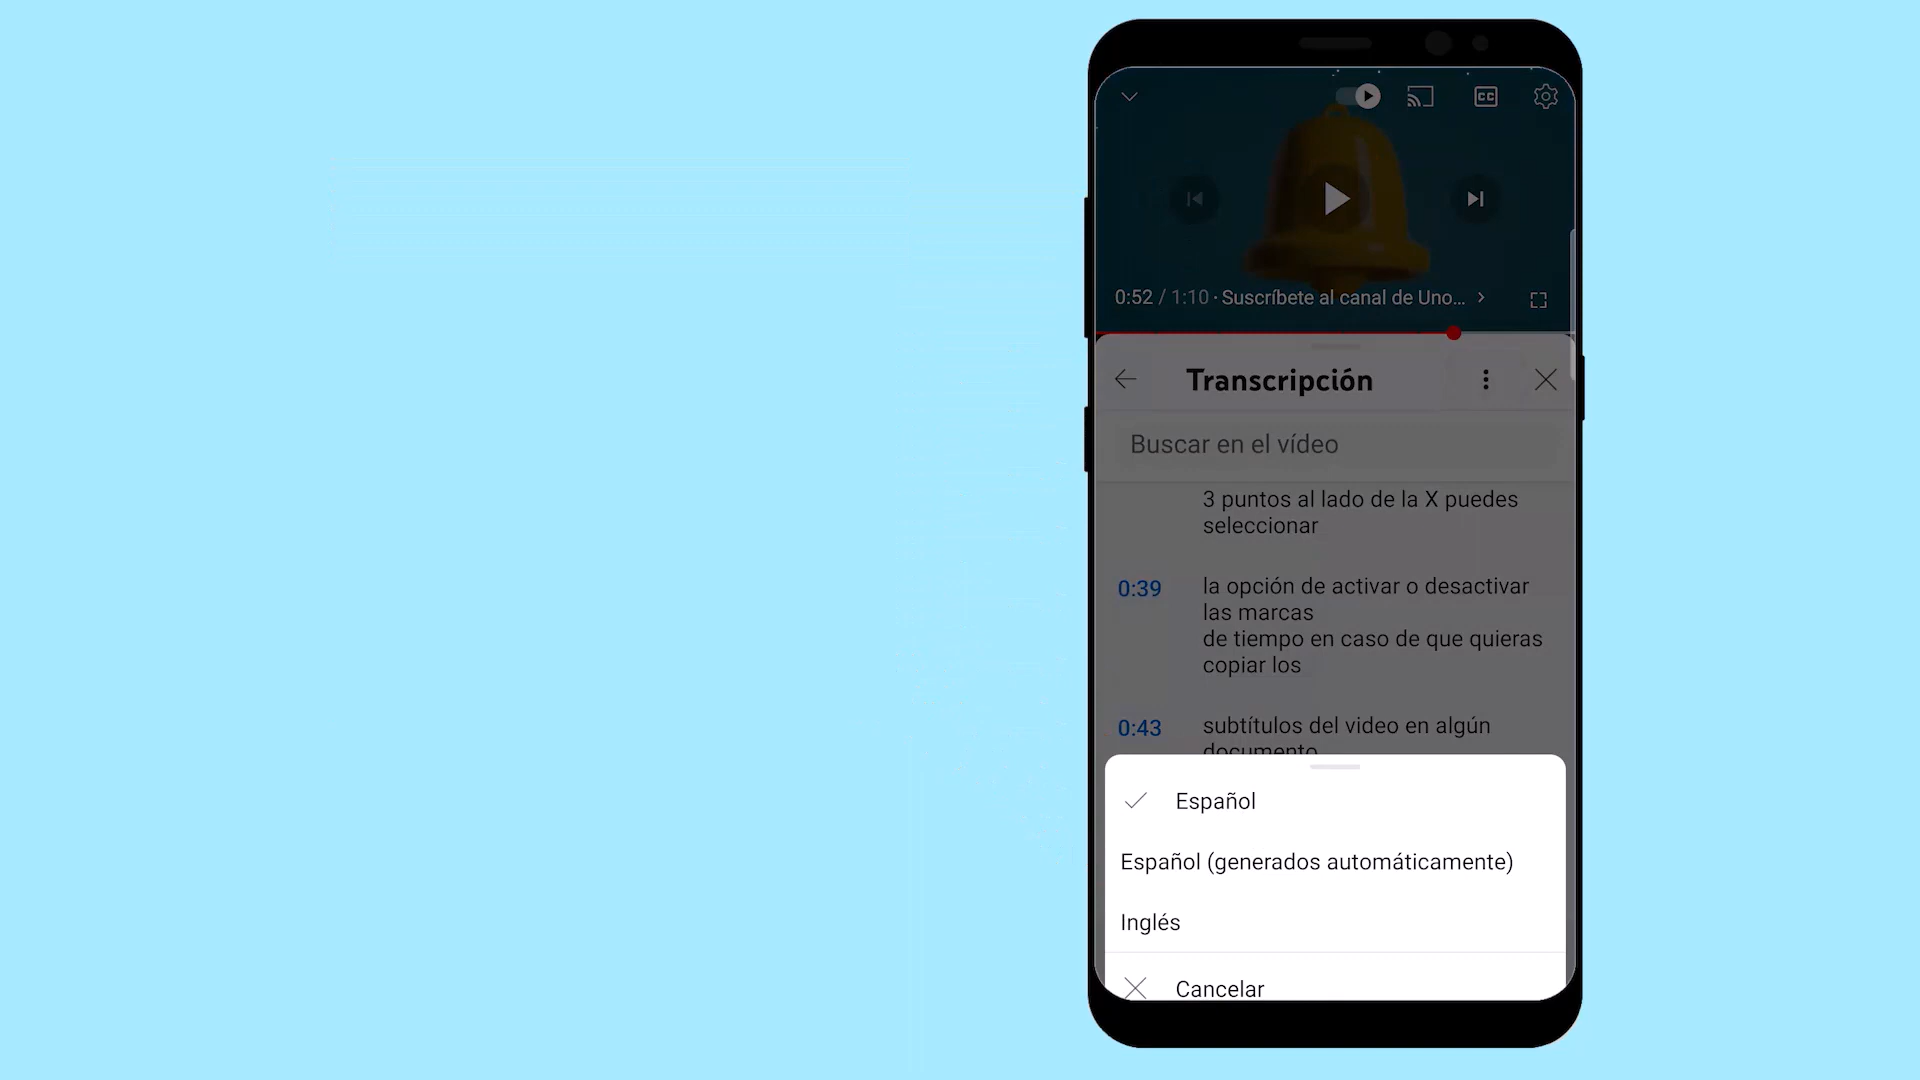 CC
0:52 / 1:10 · Suscríbete al canal de Uno...
Transcripción
Buscar en el vídeo
3 puntos al lado de la X puedes
seleccionar
0:39 la opción de activar o desactivar
las marcas
de tiempo en caso de que quieras
copiar los
0:43 subtítulos del video en algún
documento
Español
Español (generados automáticamente)
Inglés
Cancelar